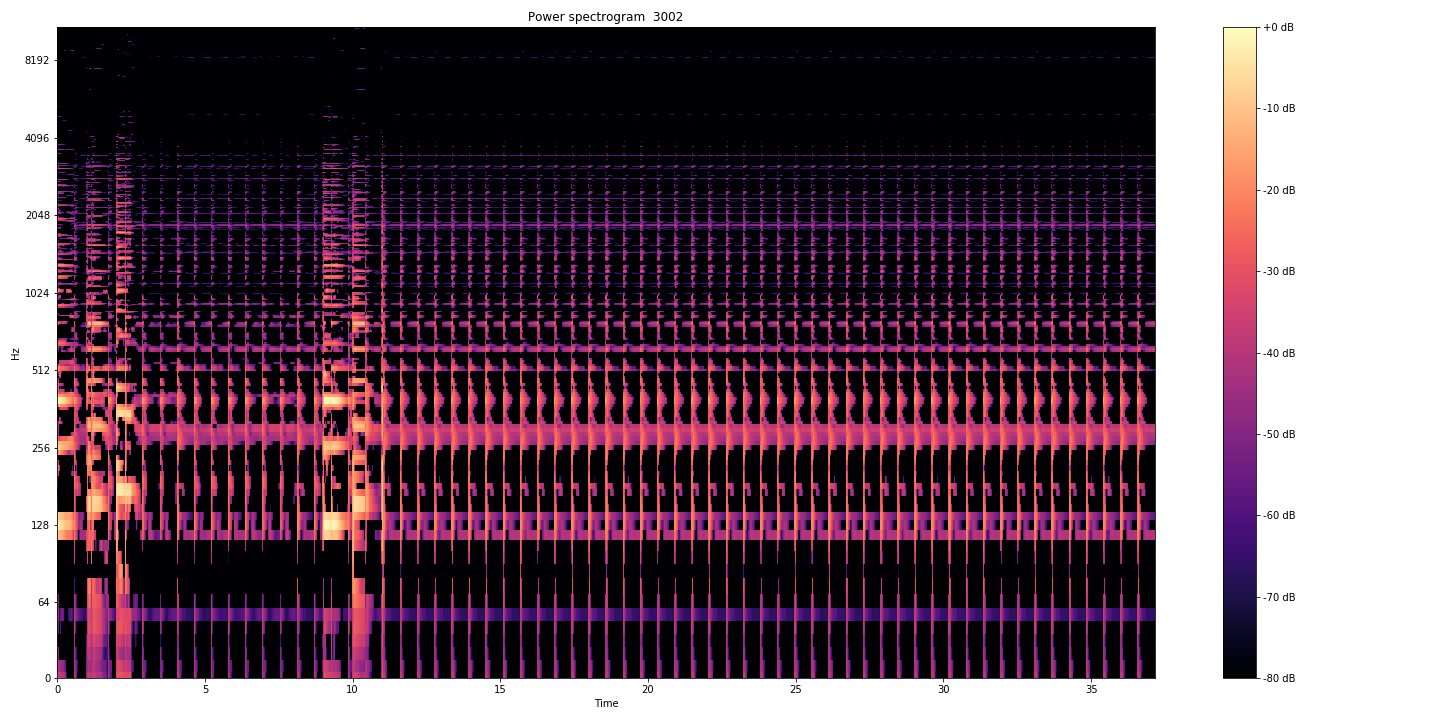 Power spectrogram 3002
Hz
8192
4096
2048
1024
512
256
128
64
0
0 5 10 15 20 25 30 35
Time
+0 dB
-10 dB
-20 dB
-30 dB
-40 dB
-50 dB
-60 dB
-70 dB
-80 dB